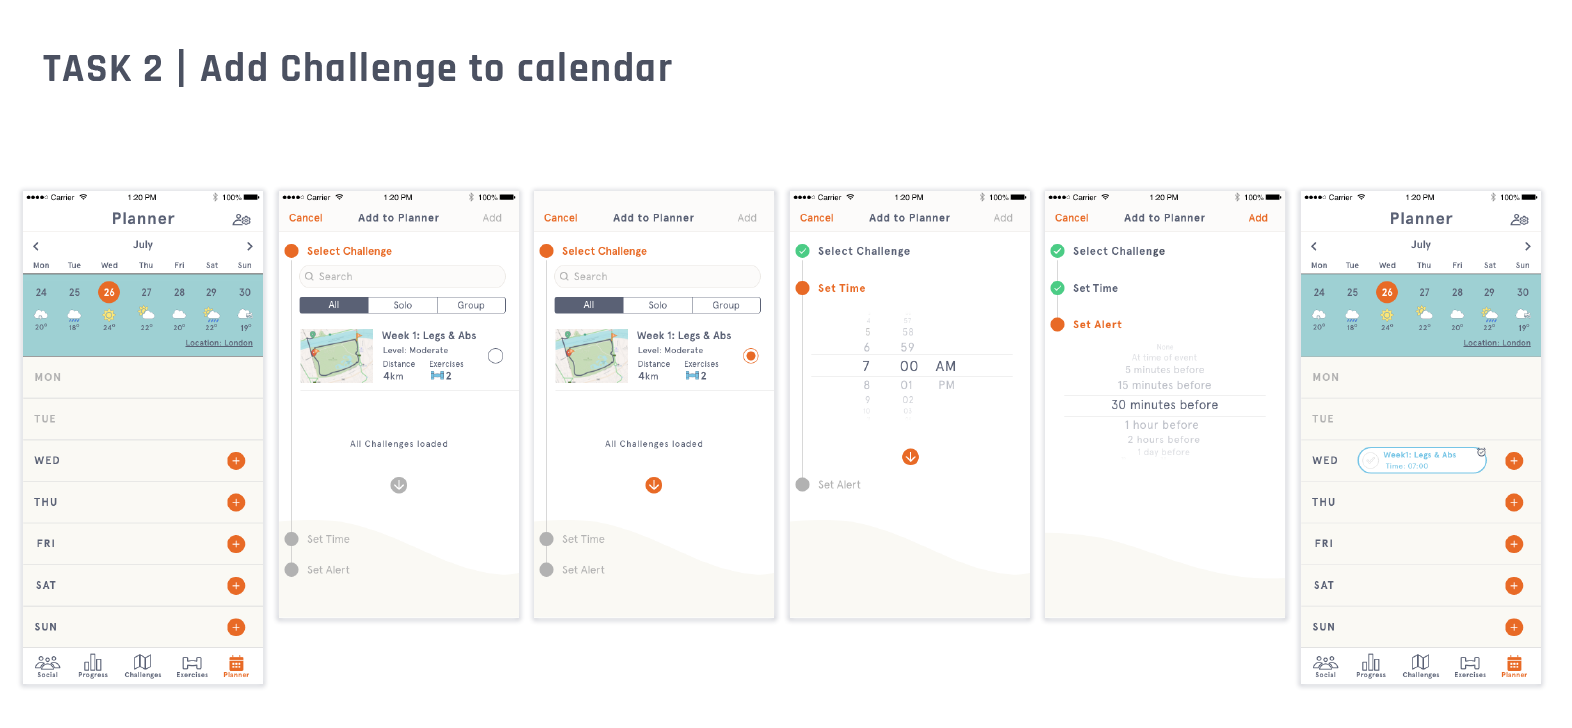 TASK 2 | Add Challenge to calendar
Carrier 1:20 PM 100%
Planner
July
Mon Tue Wed Thu Fri Sat Sun
24 25 26 27 28 29 30
20° 18° 24° 22° 20° 22° 19°
Location: London
MON
TUE
WED
THU
FRI
SAT
SUN
Social Progress Challenges Exercises Planner
Carrier 1:20 PM 100%
Cancel Add to Planner Add
Select Challenge
Search
All Solo Group
Week 1: Legs & Abs
Level: Moderate
Distance Exercises
4km 2
All Challenges loaded
Set Time
Set Alert
Carrier 1:20 PM 100%
Cancel Add to Planner Add
Select Challenge
Search
All Solo Group
Week 1: Legs & Abs
Level: Moderate
Distance Exercises
4km 2
All Challenges loaded
Set Time
Set Alert
Carrier 1:20 PM 100%
Cancel Add to Planner Add
Select Challenge
Set Time
4 57
5 58
6 59
7 00 AM
8 01 PM
9 02
10 03
Set Alert
Carrier 1:20 PM 100%
Cancel Add to Planner Add
Select Challenge
Set Time
Set Alert
None
At time of event
5 minutes before
15 minutes before
30 minutes before
1 hour before
2 hours before
1 day before
Carrier 1:20 PM 100%
Planner
July
Mon Tue Wed Thu Fri Sat Sun
24 25 26 27 28 29 30
20° 18° 24° 22° 20° 22° 19°
Location: London
MON
TUE
WED
Week1: Legs & Abs
Time: 07:00
THU
FRI
SAT
SUN
Social Progress Challenges Exercises Planner